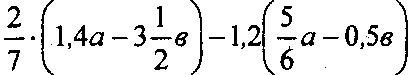 2/7 · (1,4а − 3 1/2 в) − 1,2(5/6 а − 0,5в)